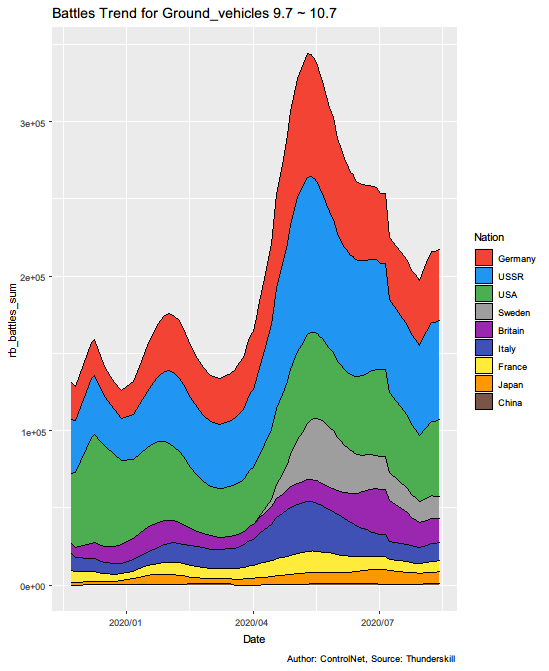 Battles Trend for Ground_vehicles 9.7 ~ 10.7
rb_battles_sum
3e+05
2e+05
1e+05
0e+00
2020/01
2020/04
2020/07
Date
Nation
Germany
USSR
USA
Sweden
Britain
Italy
France
Japan
China
Author: ControlNet, Source: Thunderskill